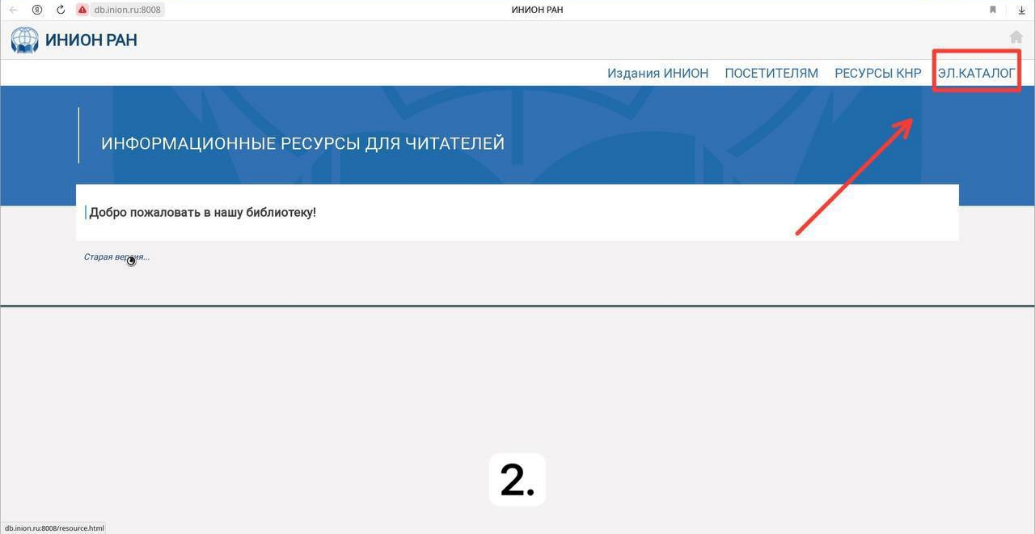 db.inion.ru:8008
ИНИОН РАН
ИНИОН РАН
Издания ИНИОН ПОСЕТИТЕЛЯМ РЕСУРСЫ КНР ЭЛ.КАТАЛОГ
ИНФОРМАЦИОННЫЕ РЕСУРСЫ ДЛЯ ЧИТАТЕЛЕЙ
Добро пожаловать в нашу библиотеку!
Старая версия...
2.
db.inion.ru:8008/resource.html